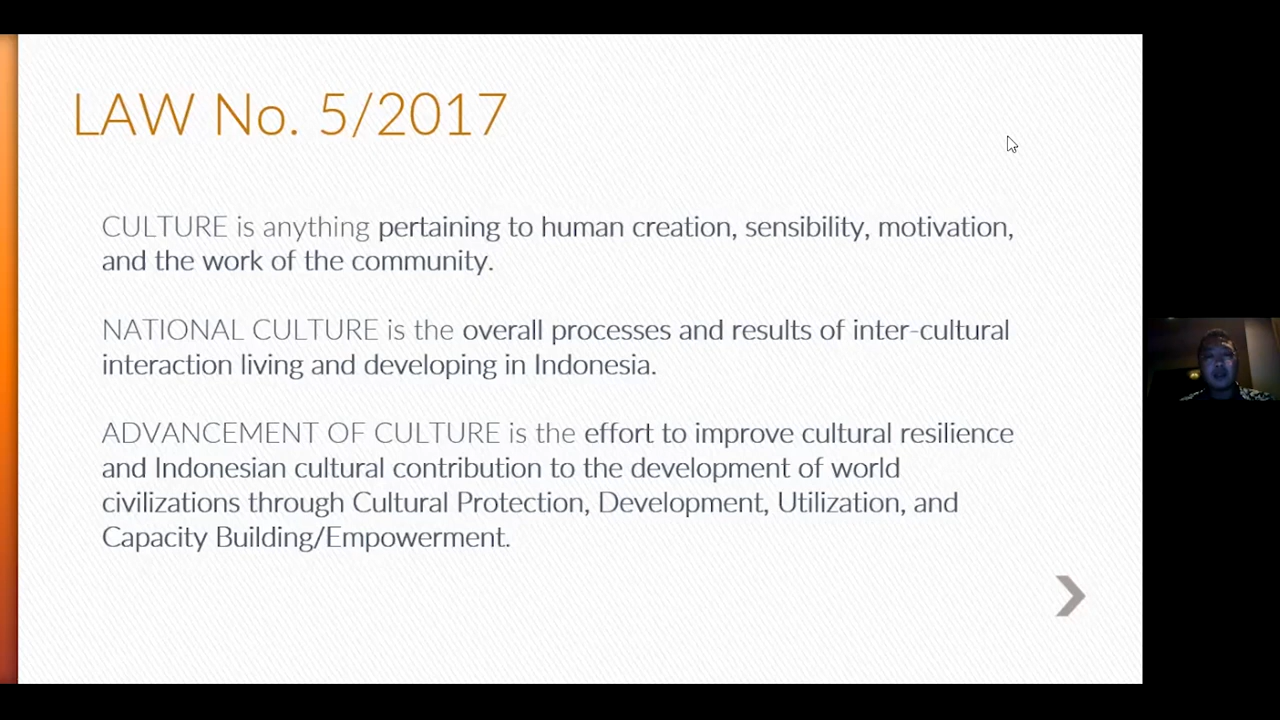 LAW No. 5/2017
CULTURE is anything pertaining to human creation, sensibility, motivation,
and the work of the community.
NATIONAL CULTURE is the overall processes and results of inter-cultural
interaction living and developing in Indonesia.
ADVANCEMENT OF CULTURE is the effort to improve cultural resilience
and Indonesian cultural contribution to the development of world
civilizations through Cultural Protection, Development, Utilization, and
Capacity Building/Empowerment.